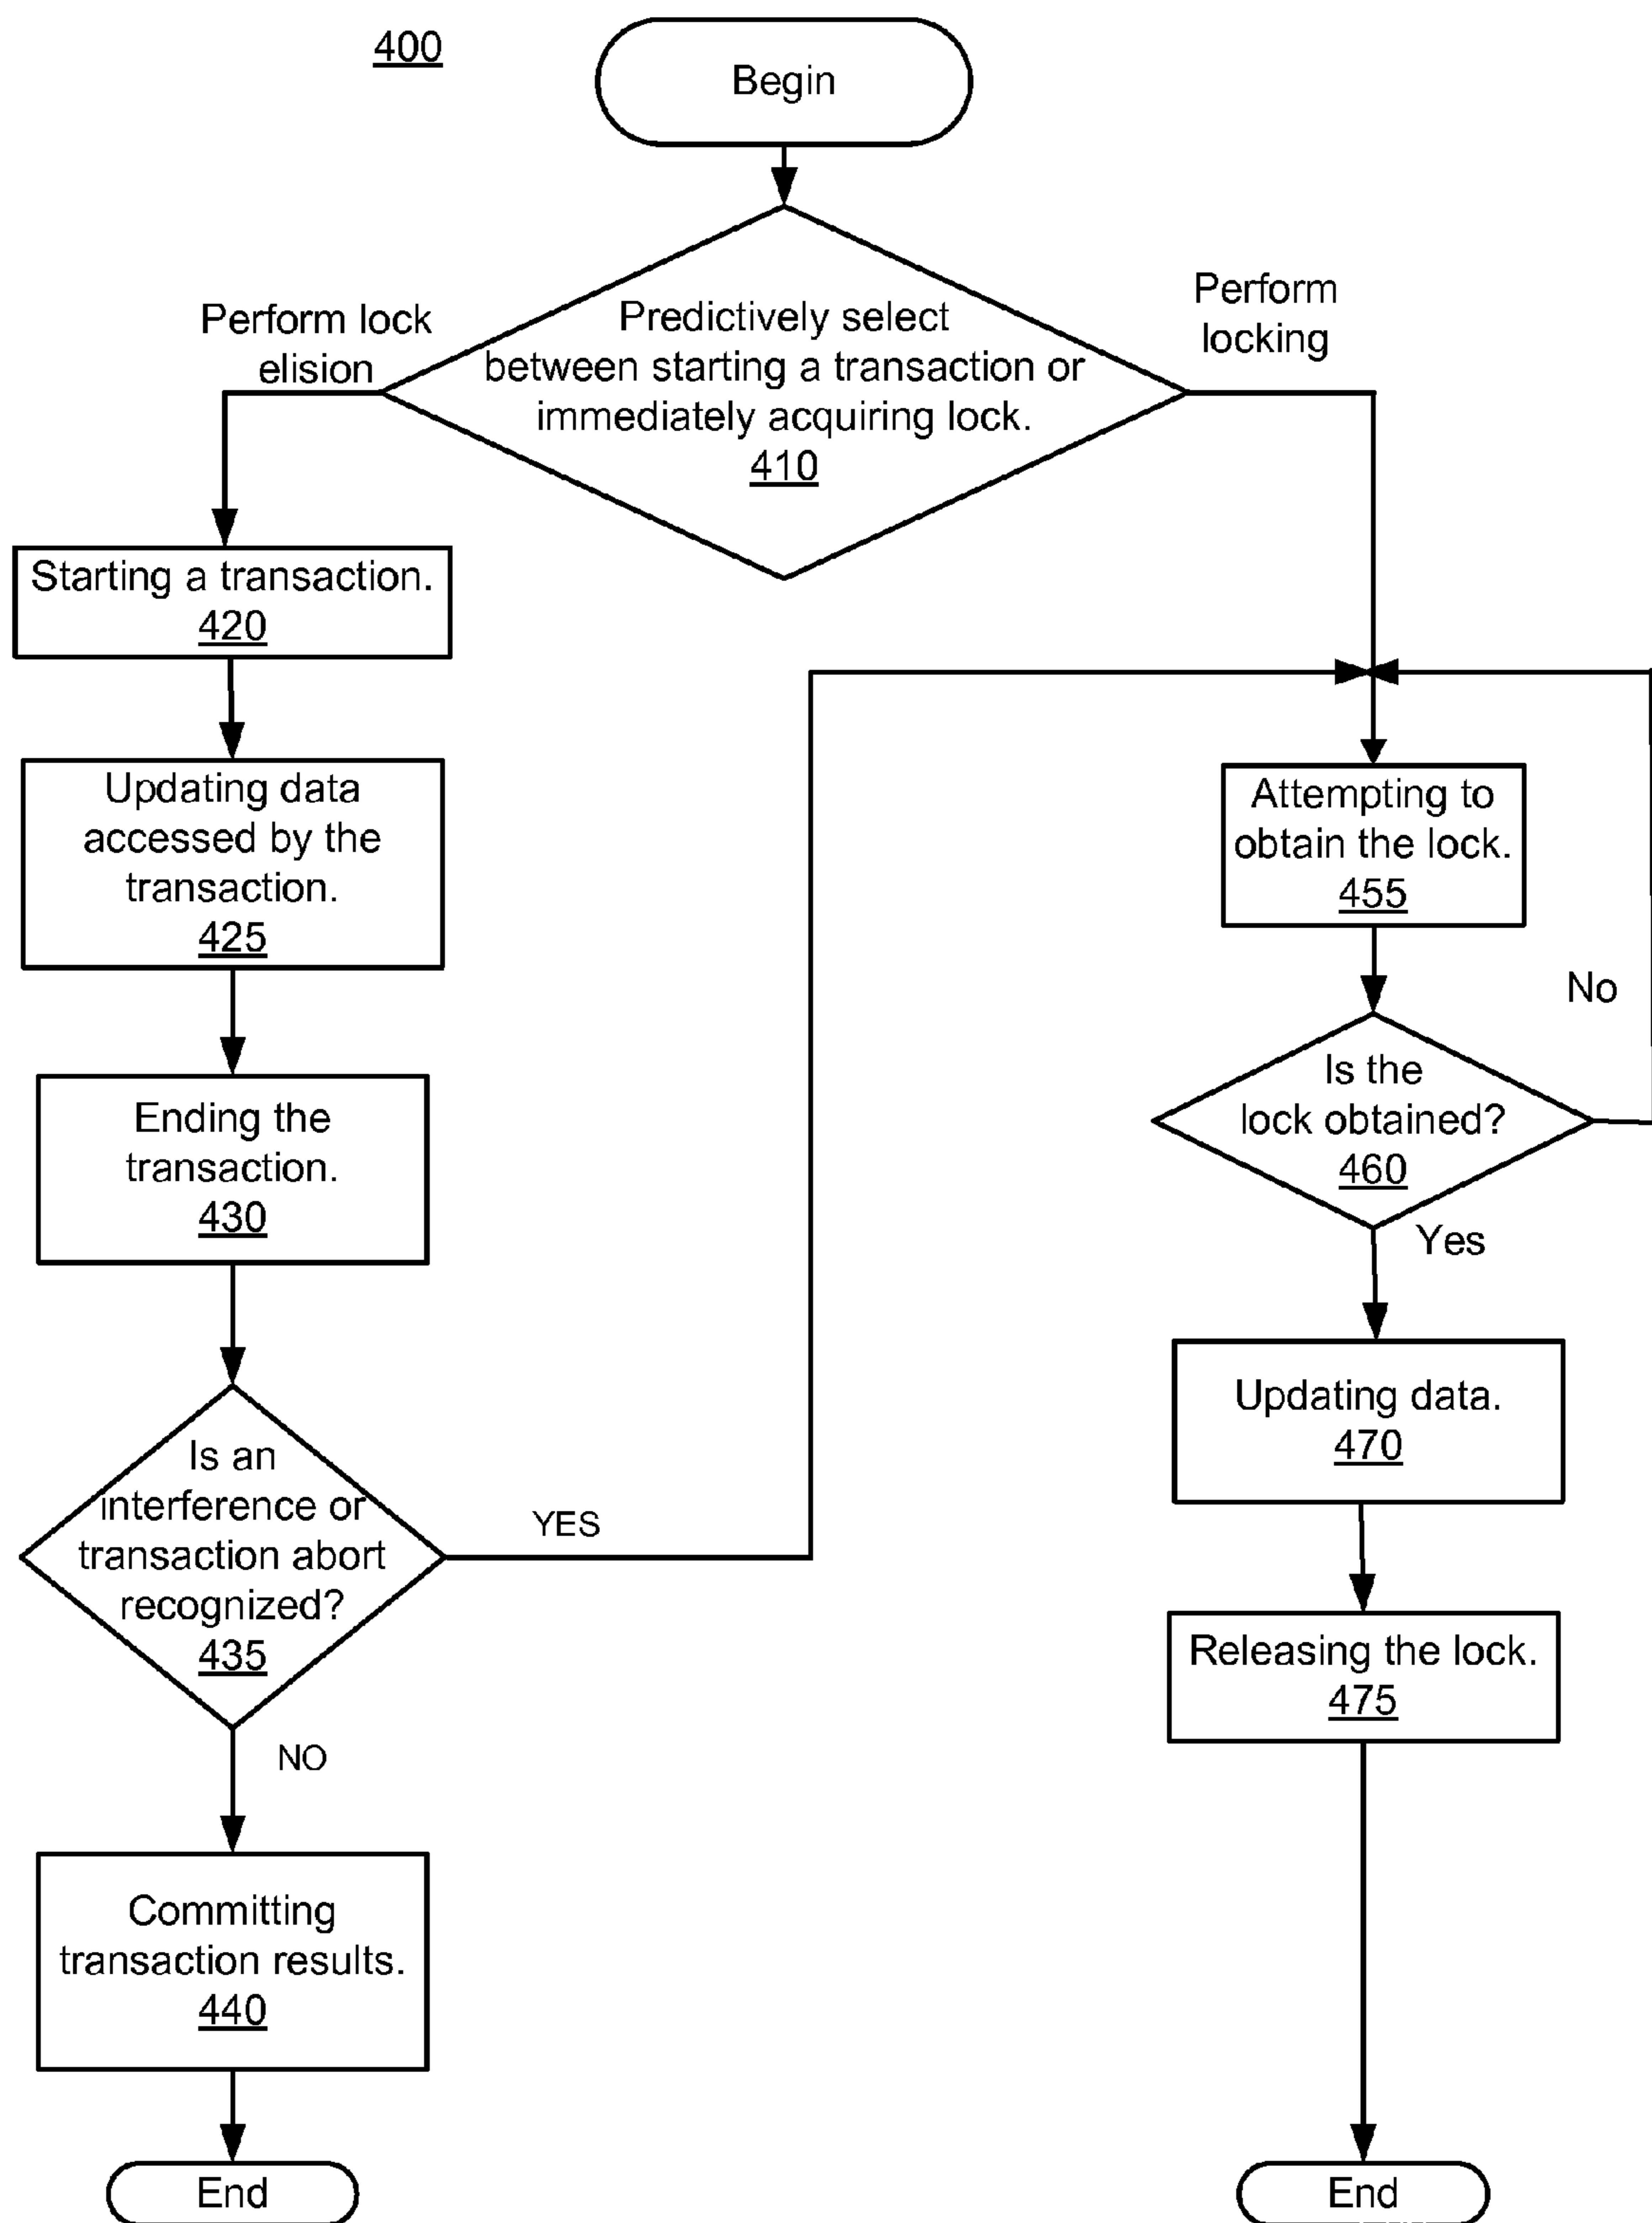 400
Begin
Perform lock
elision
Predictively select
between starting a transaction or
immediately acquiring lock.
410
Perform
locking
Starting a transaction.
420
Updating data
accessed by the
transaction.
425
Ending the
transaction.
430
Is an
interference or
transaction abort
recognized?
435
YES
NO
Committing
transaction results.
440
End
Attempting to
obtain the lock.
455
No
Is the
lock obtained?
460
Yes
Updating data.
470
Releasing the lock.
475
End